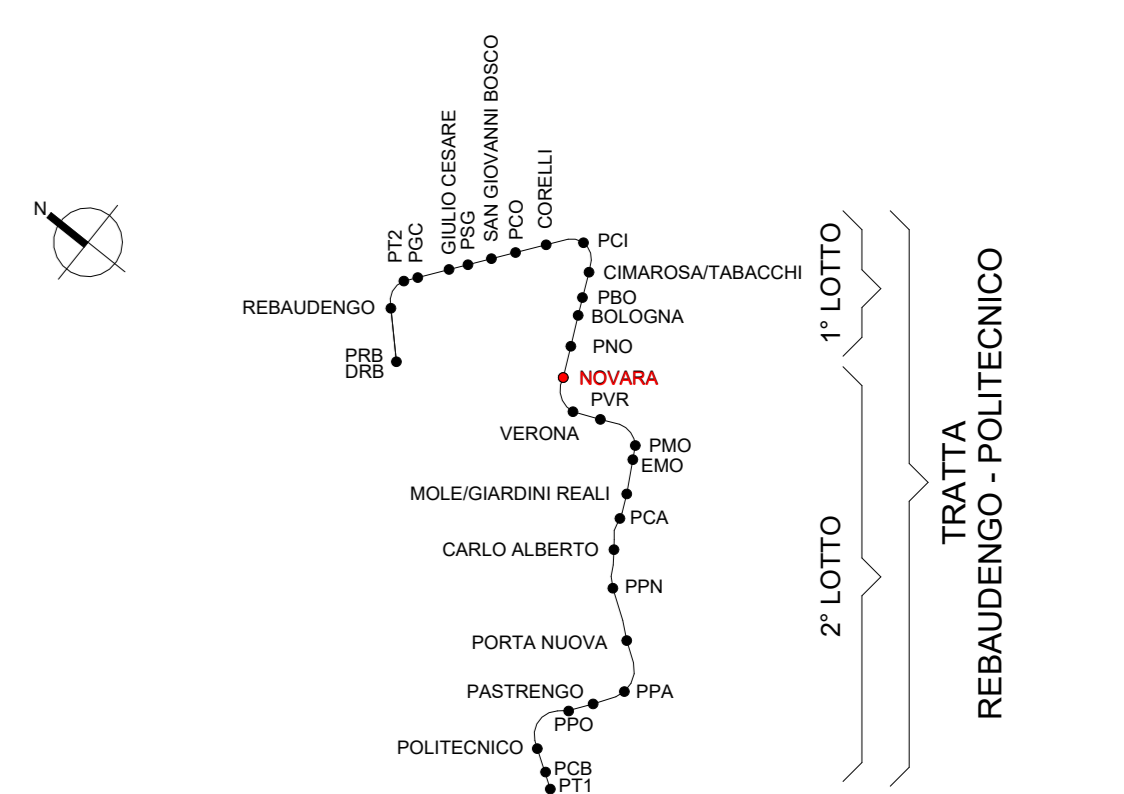 N
PT2
PGC
GIULIO CESARE
PSG
SAN GIOVANNI BOSCO
PCO
CORELLI
PCI
CIMAROSA/TABACCHI
REBAUDENGO
PBO
BOLOGNA
PNO
PRB
DRB
NOVARA
PVR
VERONA
PMO
EMO
MOLE/GIARDINI REALI
PCA
CARLO ALBERTO
PPN
PORTA NUOVA
PASTRENGO
PPA
PPO
POLITECNICO
PCB
PT1
1° LOTTO
2° LOTTO
TRATTA
REBAUDENGO - POLITECNICO